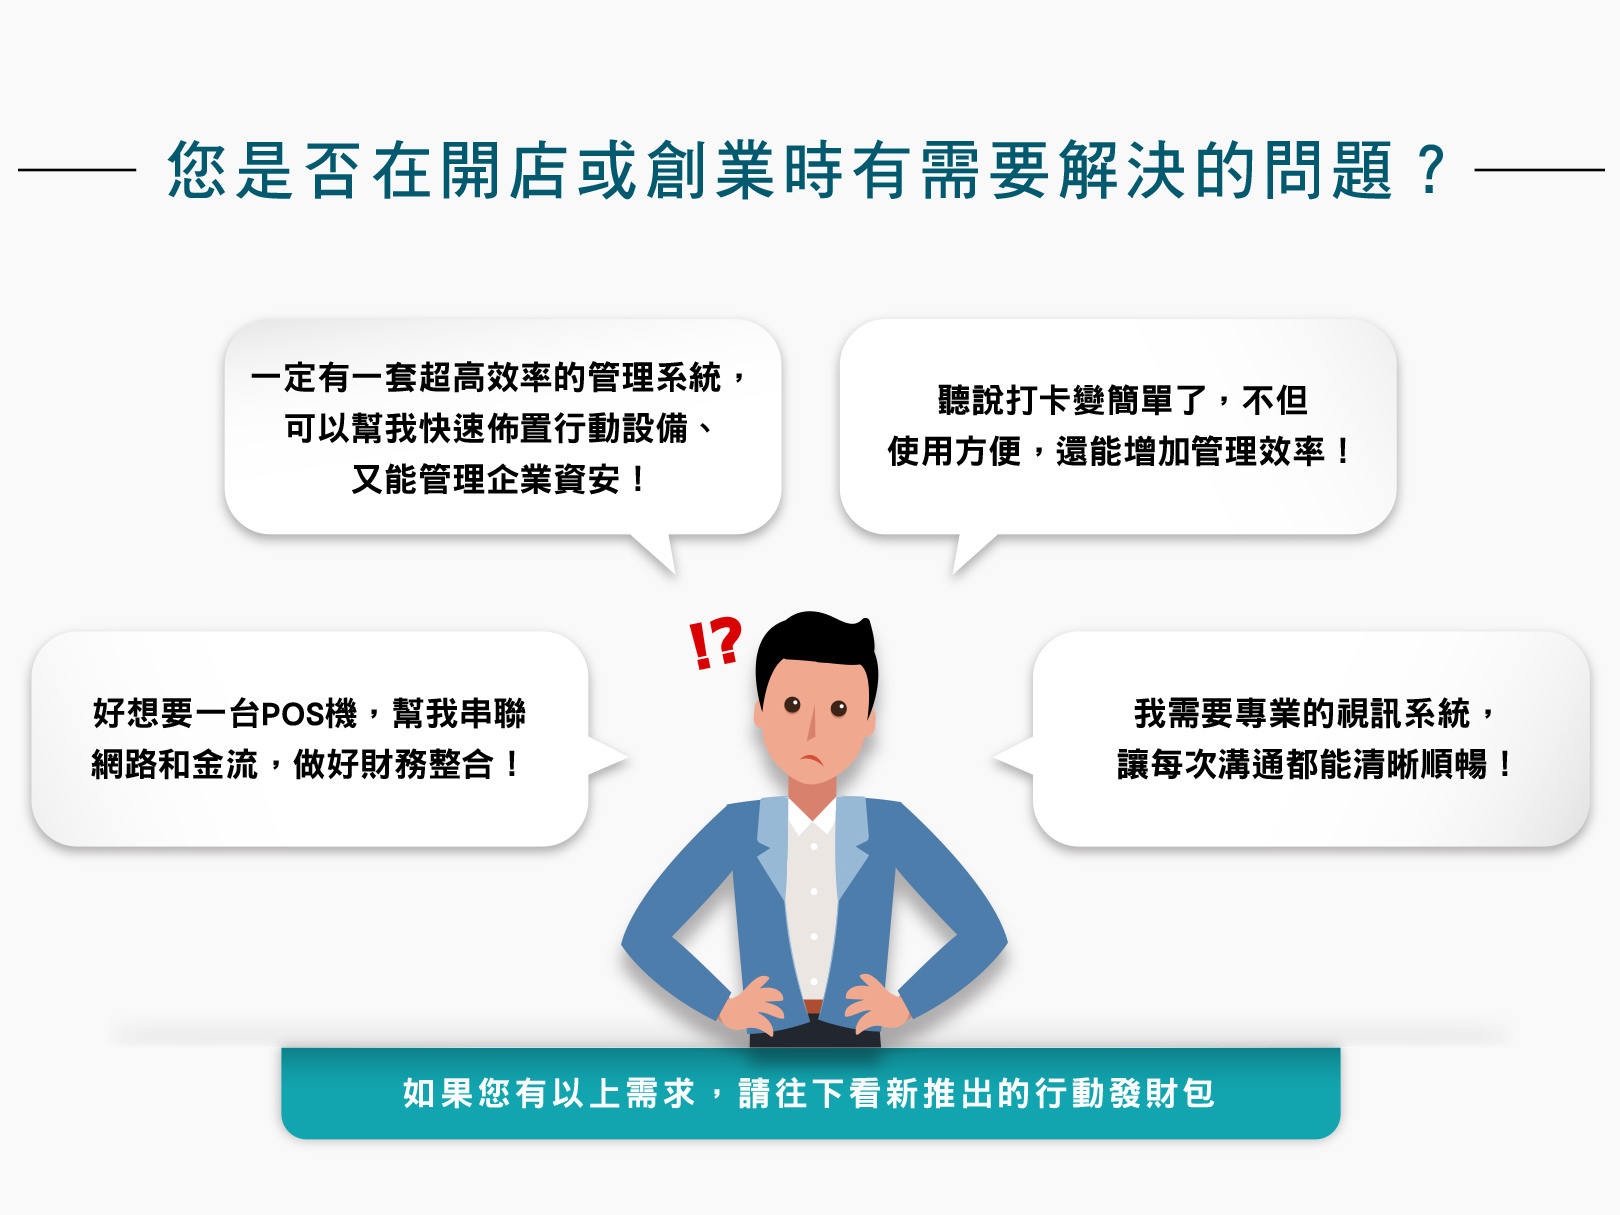 您是否在開店或創業時有需要解決的問題？
一定有一套超高效率的管理系統，
可以幫我快速佈置行動設備、
又能管理企業資安！
聽說打卡變簡單了，不但
使用方便，還能增加管理效率！
!?
好想要一台POS機，幫我串聯
網路和金流，做好財務整合！
我需要專業的視訊系統，
讓每次溝通都能清晰順暢！
如果您有以上需求，請往下看新推出的行動發財包